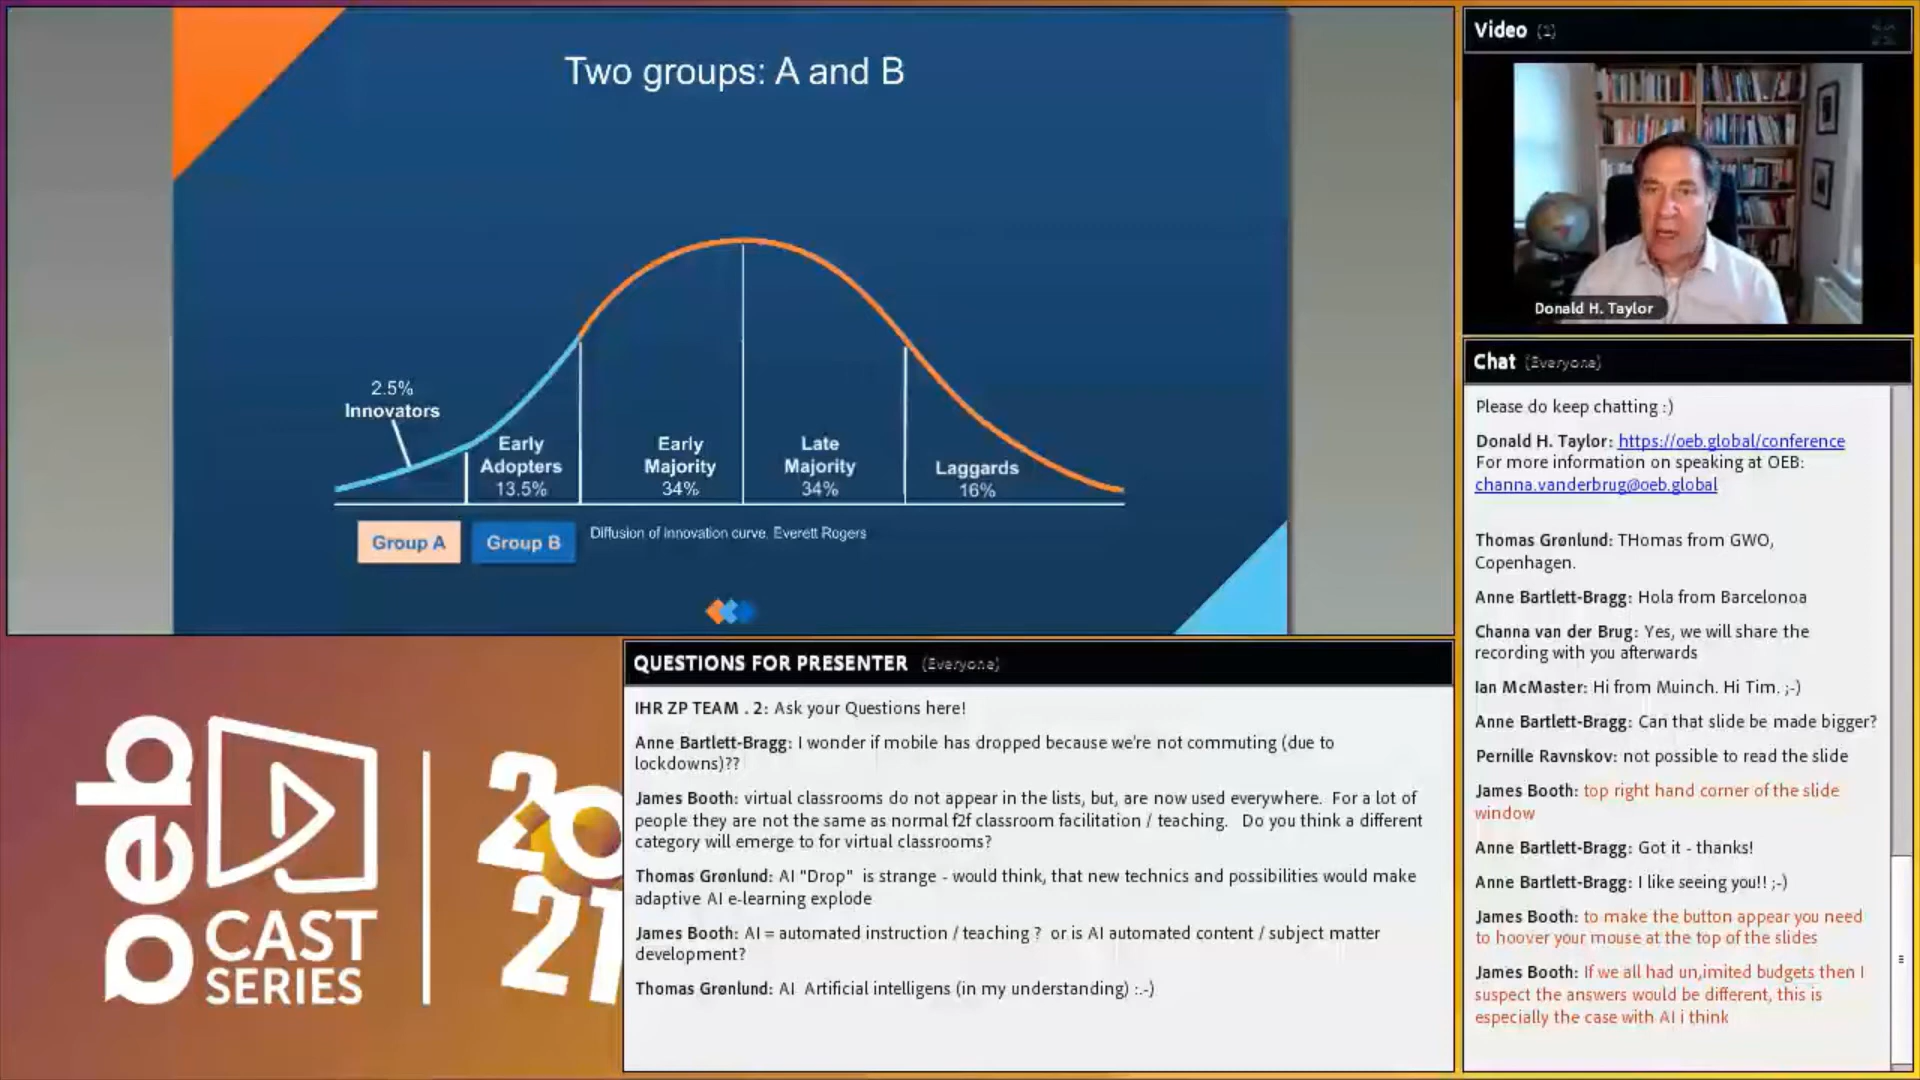 Two groups: A and B
2.5%
Innovators
Early
Adopters
13.5%
Early
Majority
34%
Late
Majority
34%
Laggards
16%
Group A
Group B
Diffusion of Innovation curve, Everett Rogers
Video (1)
Donald H. Taylor
Chat (Everyone)
Please do keep chatting :)
Donald H. Taylor: https://oeb.global/conference
For more information on speaking at OEB:
channa.vanderbrug@oeb.global
Thomas Grønlund: THomas from GWO,
Copenhagen.
Anne Bartlett-Bragg: Hola from Barcelonoa
Channa van der Brug: Yes, we will share the
recording with you afterwards
Ian McMaster: Hi from Muinch. Hi Tim. ;-)
Anne Bartlett-Bragg: Can that slide be made bigger?
Pernille Ravnskov: not possible to read the slide
James Booth: top right hand corner of the slide
window
Anne Bartlett-Bragg: Got it - thanks!
Anne Bartlett-Bragg: I like seeing you!! ;-)
James Booth: to make the button appear you need
to hoover your mouse at the top of the slides
James Booth: If we all had un,imited budgets then I
suspect the answers would be different, this is
especially the case with AI i think
QUESTIONS FOR PRESENTER (Everyone)
IHR ZP TEAM . 2: Ask your Questions here!
Anne Bartlett-Bragg: I wonder if mobile has dropped because we're not commuting (due to
lockdowns)??
James Booth: virtual classrooms do not appear in the lists, but, are now used everywhere. For a lot of
people they are not the same as normal f2f classroom facilitation / teaching. Do you think a different
category will emerge to for virtual classrooms?
Thomas Grønlund: AI "Drop" is strange - would think, that new technics and possibilities would make
adaptive AI e-learning explode
James Booth: AI = automated instruction / teaching ? or is AI automated content / subject matter
development?
Thomas Grønlund: AI Artificial intelligens (in my understanding) :.-)
oeb
CAST
SERIES
20
21